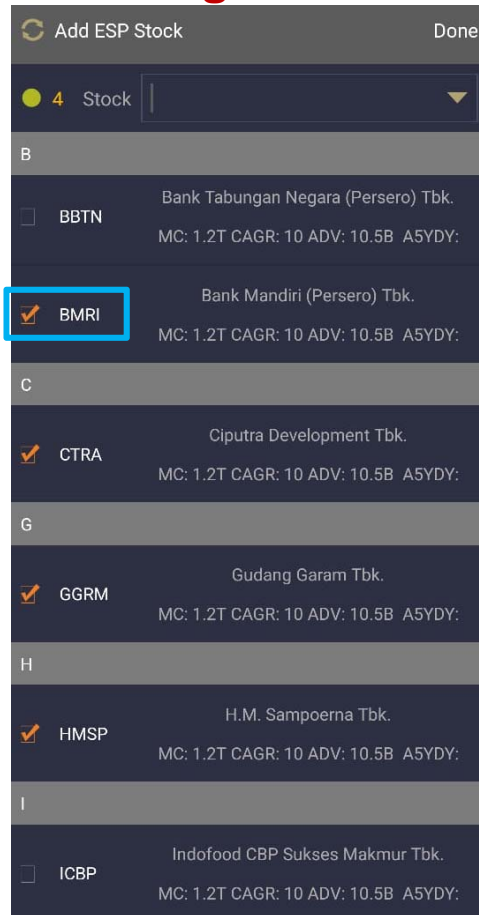 Add ESP Stock Done
4 Stock
B
Bank Tabungan Negara (Persero) Tbk.
BBTN
MC: 1.2T CAGR: 10 ADV: 10.5B A5YDY:
Bank Mandiri (Persero) Tbk.
BMRI
MC: 1.2T CAGR: 10 ADV: 10.5B A5YDY:
C
Ciputra Development Tbk.
CTRA
MC: 1.2T CAGR: 10 ADV: 10.5B A5YDY:
G
Gudang Garam Tbk.
GGRM
MC: 1.2T CAGR: 10 ADV: 10.5B A5YDY:
H
H.M. Sampoerna Tbk.
HMSP
MC: 1.2T CAGR: 10 ADV: 10.5B A5YDY:
I
Indofood CBP Sukses Makmur Tbk.
ICBP
MC: 1.2T CAGR: 10 ADV: 10.5B A5YDY: